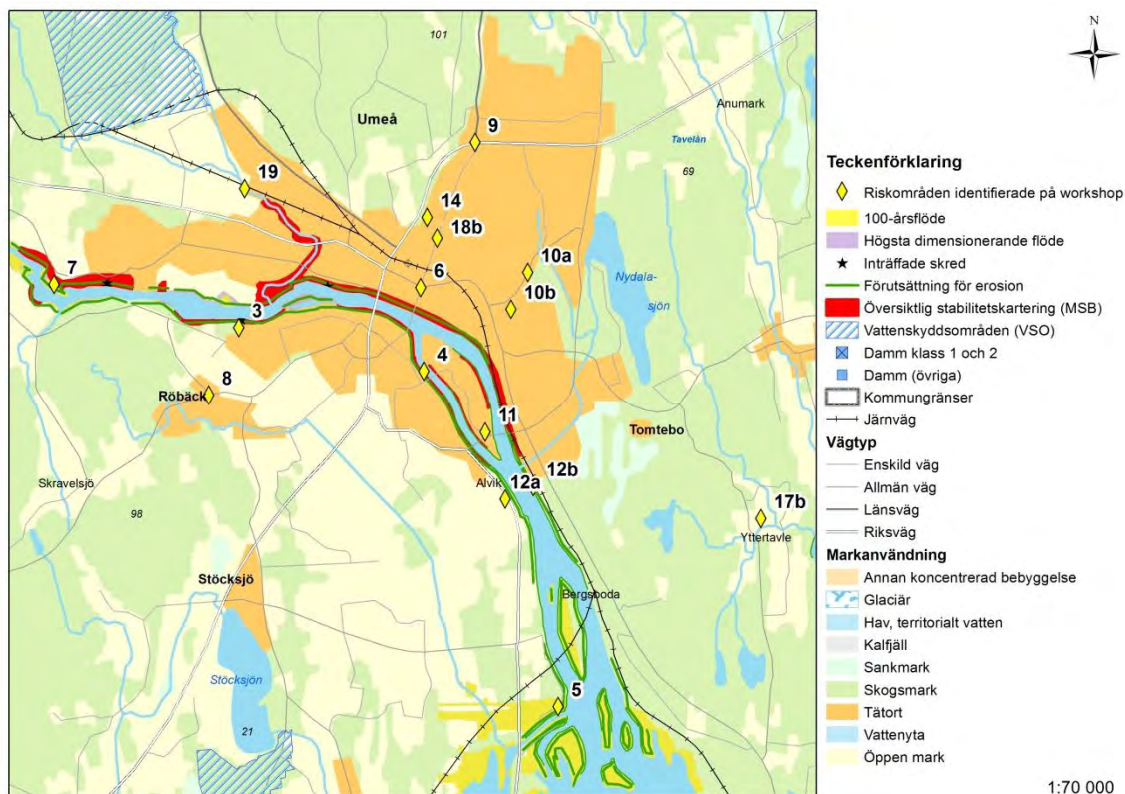 N
101
Umeå
9
Anumark
Tavelån
69
19
14
18b
10a
Nydala-
sjön
6
10b
7
3
4
8
Röbäck
11
Tomtebo
12b
Alvik
12a
Skravelsjö
17b
98
Yttertavle
Stöcksjö
Bergsboda
Stöcksjön
5
21
Teckenförklaring
Riskområden identifierade på workshop
100-årsflöde
Högsta dimensionerande flöde
Inträffade skred
Förutsättning för erosion
Översiktlig stabilitetskartering (MSB)
Vattenskyddsområden (VSO)
Damm klass 1 och 2
Damm (övriga)
Kommungränser
Järnväg
Vägtyp
Enskild väg
Allmän väg
Länsväg
Riksväg
Markanvändning
Annan koncentrerad bebyggelse
Glaciär
Hav, territorialt vatten
Kalfjäll
Sankmark
Skogsmark
Tätort
Vattenyta
Öppen mark
1:70 000